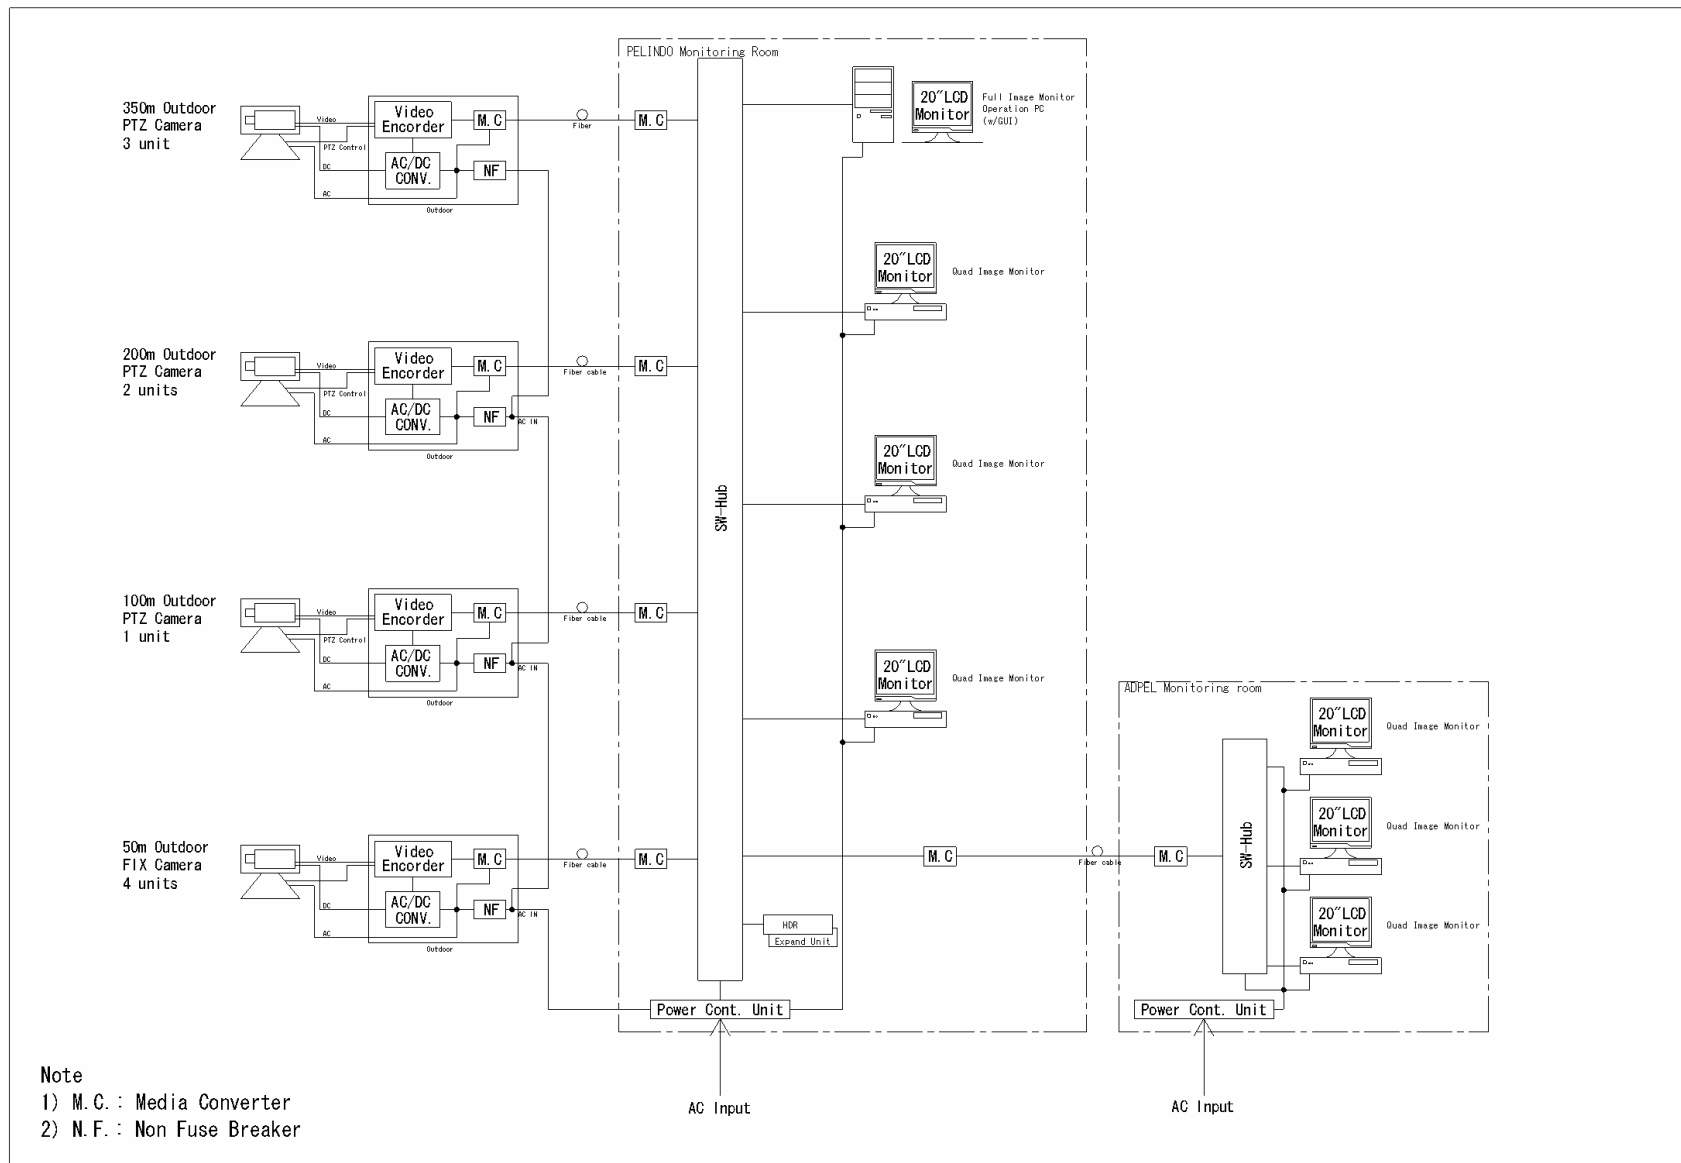 PELINDO Monitoring Room
350m Outdoor
PTZ Camera
3 unit
Video
PTZ Control
DC
AC
Video
Encorder
M.C
AC/DC
CONV.
NF
Outdoor
Fiber
M.C
20"LCD
Monitor
Full Image Monitor
Operation PC
(w/GUI)
20"LCD
Monitor
Quad Image Monitor
200m Outdoor
PTZ Camera
2 units
Video
PTZ Control
DC
AC
Video
Encorder
M.C
AC/DC
CONV.
NF
AC IN
Outdoor
Fiber cable
M.C
20"LCD
Monitor
Quad Image Monitor
SW-Hub
100m Outdoor
PTZ Camera
1 unit
Video
PTZ Control
DC
AC
Video
Encorder
M.C
AC/DC
CONV.
NF
AC IN
Outdoor
Fiber cable
M.C
20"LCD
Monitor
Quad Image Monitor
50m Outdoor
FIX Camera
4 units
Video
DC
AC
Video
Encorder
M.C
AC/DC
CONV.
NF
AC IN
Outdoor
Fiber cable
M.C
M.C
Fiber cable
HDR
Expand Unit
Power Cont. Unit
AC Input
ADPEL Monitoring room
M.C
SW-Hub
20"LCD
Monitor
Quad Image Monitor
20"LCD
Monitor
Quad Image Monitor
20"LCD
Monitor
Quad Image Monitor
Power Cont. Unit
AC Input
Note
1) M.C.: Media Converter
2) N.F.: Non Fuse Breaker